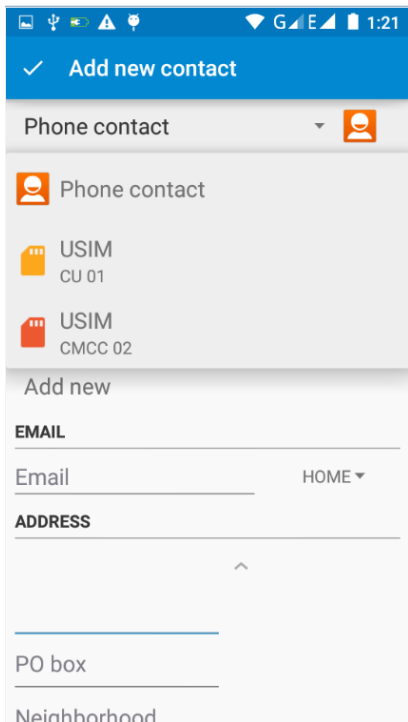 G E 1:21
Add new contact
Phone contact
Phone contact
USIM
CU 01
USIM
CMCC 02
Add new
EMAIL
Email HOME
ADDRESS
PO box
Neighborhood